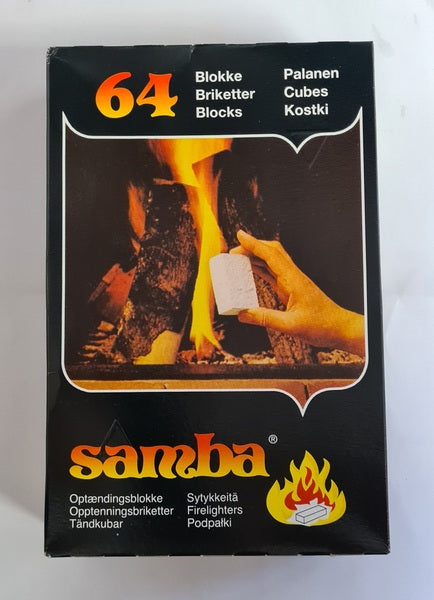 64
Blokke Palanen
Briketter Cubes
Blocks Kostki
samba®
Optændingsblokke Sytykkeitä
Opptenningsbriketter Firelighters
Tändkubar Podpałki